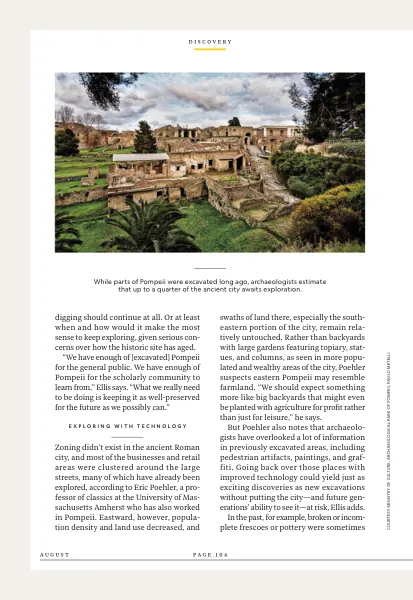 DISCOVERY
While parts of Pompeii were excavated long ago, archaeologists estimate
that up to a quarter of the ancient city awaits exploration.
digging should continue at all. Or at least
when and how would it make the most
sense to keep exploring, given serious con-
cerns over how the historic site has aged.
“We have enough of [excavated] Pompeii
for the general public. We have enough of
Pompeii for the scholarly community to
learn from,” Ellis says. “What we really need
to be doing is keeping it as well-preserved
for the future as we possibly can.”
EXPLORING WITH TECHNOLOGY
Zoning didn’t exist in the ancient Roman
city, and most of the businesses and retail
areas were clustered around the large
streets, many of which have already been
explored, according to Eric Poehler, a pro-
fessor of classics at the University of Mas-
sachusetts Amherst who has also worked
in Pompeii. Eastward, however, popula-
tion density and land use decreased, and
swaths of land there, especially the south-
eastern portion of the city, remain rela-
tively untouched. Rather than backyards
with large gardens featuring topiary, stat-
ues, and columns, as seen in more popu-
lated and wealthy areas of the city, Poehler
suspects eastern Pompeii may resemble
farmland. “We should expect something
more like big backyards that might even
be planted with agriculture for profit rather
than just for leisure,” he says.
But Poehler also notes that archaeolo-
gists have overlooked a lot of information
in previously excavated areas, including
pedestrian artifacts, paintings, and graf-
fiti. Going back over those places with
improved technology could yield just as
exciting discoveries as new excavations
without putting the city—and future gen-
erations’ ability to see it—at risk, Ellis adds.
In the past, for example, broken or incom-
plete frescoes or pottery were sometimes
COURTESY MINISTRY OF CULTURE, ARCHAEOLOGICAL PARK OF POMPEII; PAOLO MITELLI
AUGUST
PAGE.104